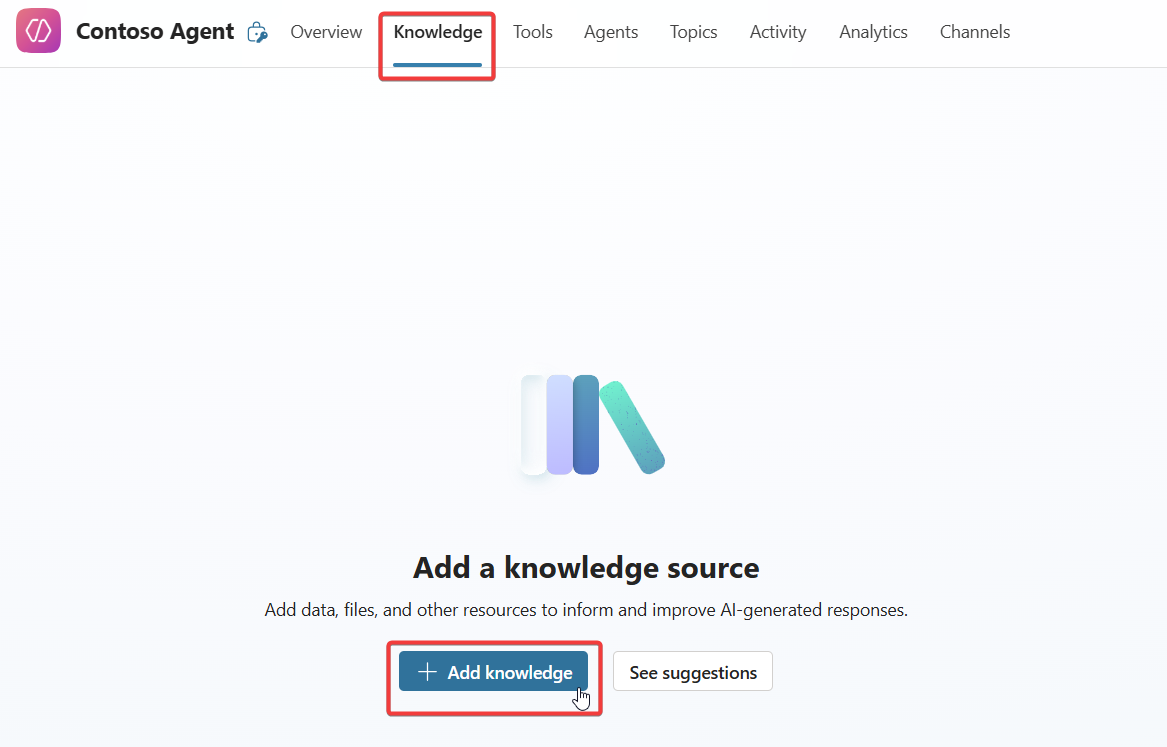 Contoso Agent Overview Knowledge Tools Agents Topics Activity Analytics Channels
Add a knowledge source
Add data, files, and other resources to inform and improve AI-generated responses.
Add knowledge See suggestions